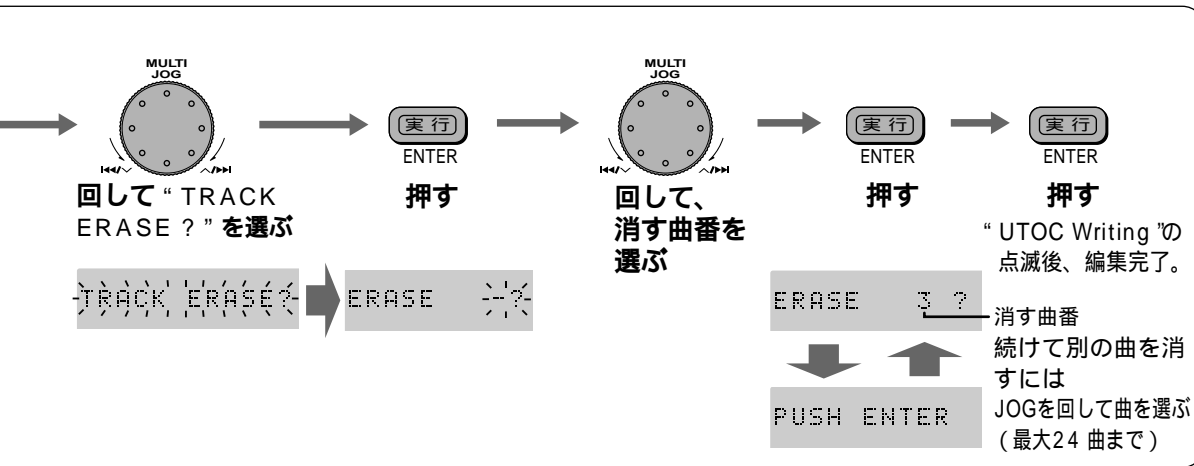 MULTI
JOG
⏮/﹀
︿/⏭
回して“ TRACK
ERASE ? ”を選ぶ
TRACK ERASE?
実 行
ENTER
押す
ERASE --?
MULTI
JOG
⏮/﹀
︿/⏭
回して、
消す曲番を
選ぶ
実 行
ENTER
押す
ERASE 3 ?
PUSH ENTER
実 行
ENTER
押す
“ UTOC Writing ”の
点滅後、編集完了。
消す曲番
続けて別の曲を消
すには
JOGを回して曲を選ぶ
( 最大24 曲まで )